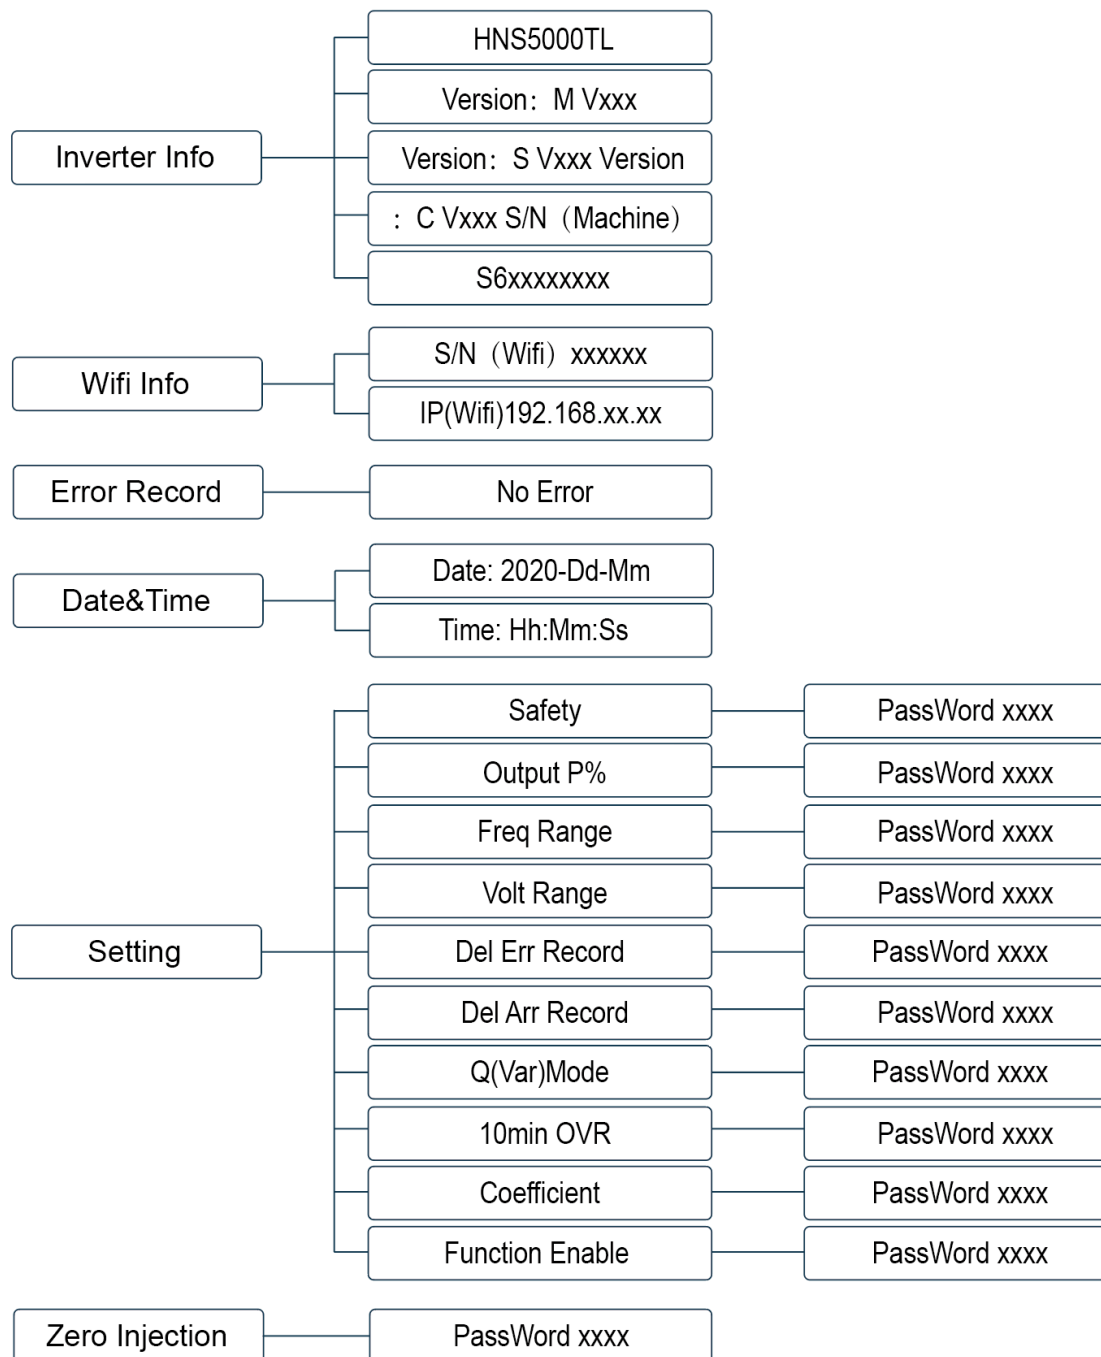 Inverter Info
HNS5000TL
Version：M Vxxx
Version：S Vxxx Version
：C Vxxx S/N（Machine）
S6xxxxxxxx
Wifi Info
S/N（Wifi）xxxxxx
IP(Wifi)192.168.xx.xx
Error Record
No Error
Date&Time
Date: 2020-Dd-Mm
Time: Hh:Mm:Ss
Setting
Safety
PassWord xxxx
Output P%
PassWord xxxx
Freq Range
PassWord xxxx
Volt Range
PassWord xxxx
Del Err Record
PassWord xxxx
Del Arr Record
PassWord xxxx
Q(Var)Mode
PassWord xxxx
10min OVR
PassWord xxxx
Coefficient
PassWord xxxx
Function Enable
PassWord xxxx
Zero Injection
PassWord xxxx